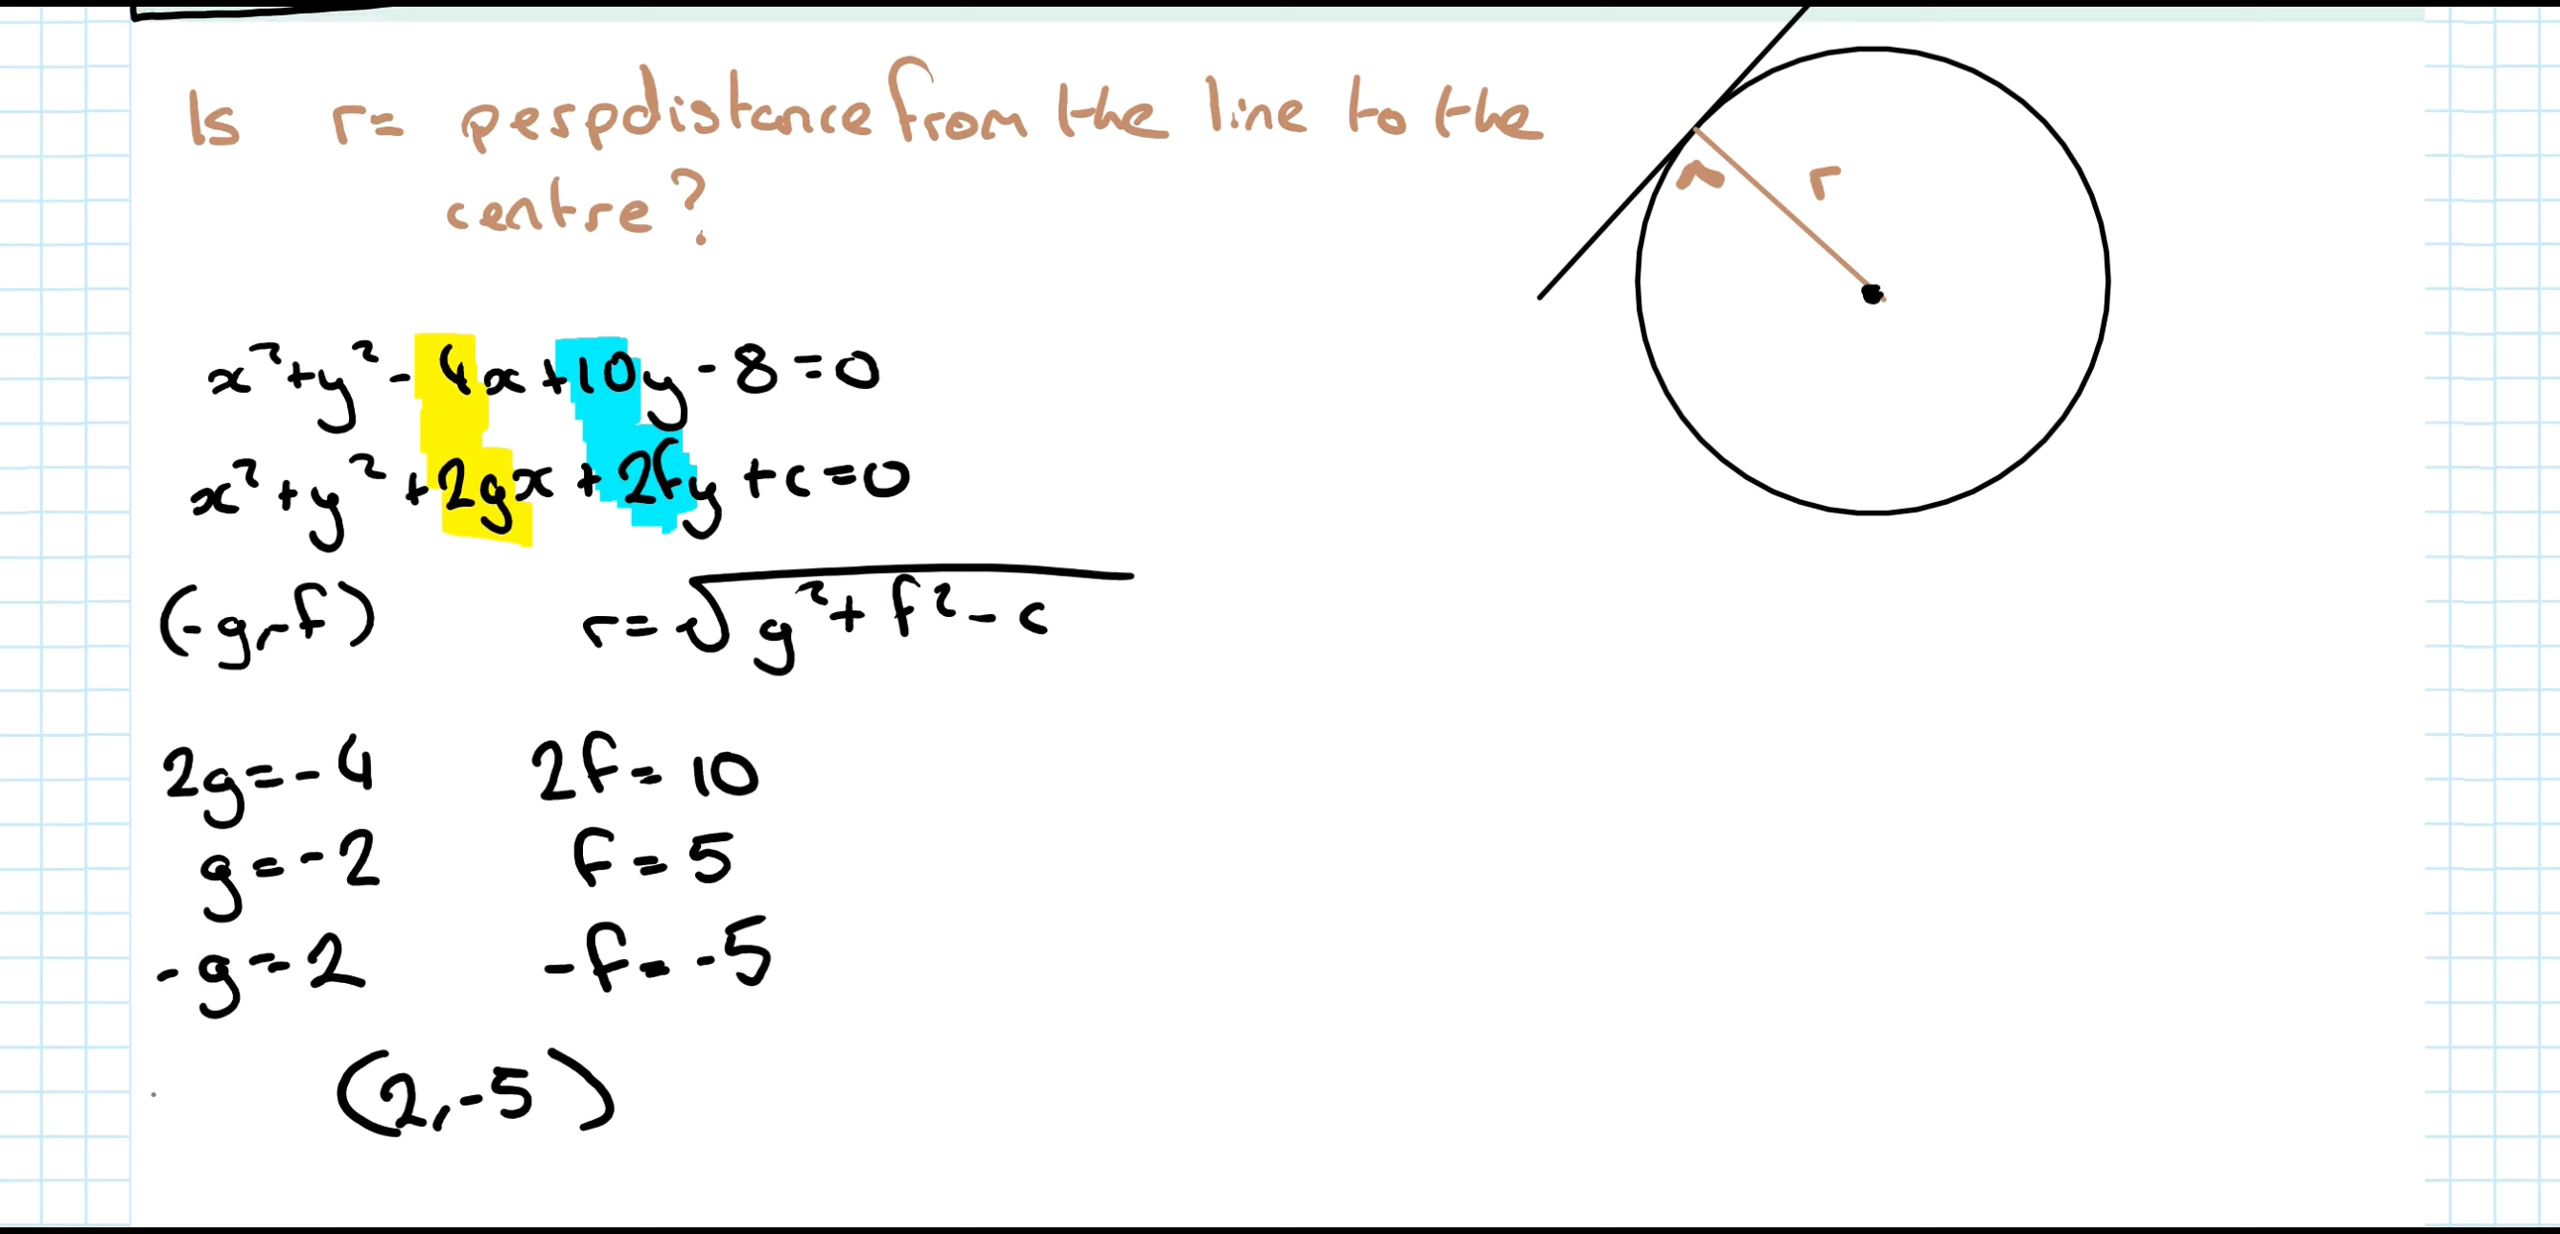 Is r= perpdistance from the line to the
centre?
r
x²+y²-4x+10y-8=0
x²+y²+2gx+2fy+c=0
(-g,-f) r=√g²+f²-c
2g=-4 2f=10
g=-2 f=5
-g=2 -f=-5
(2,-5)